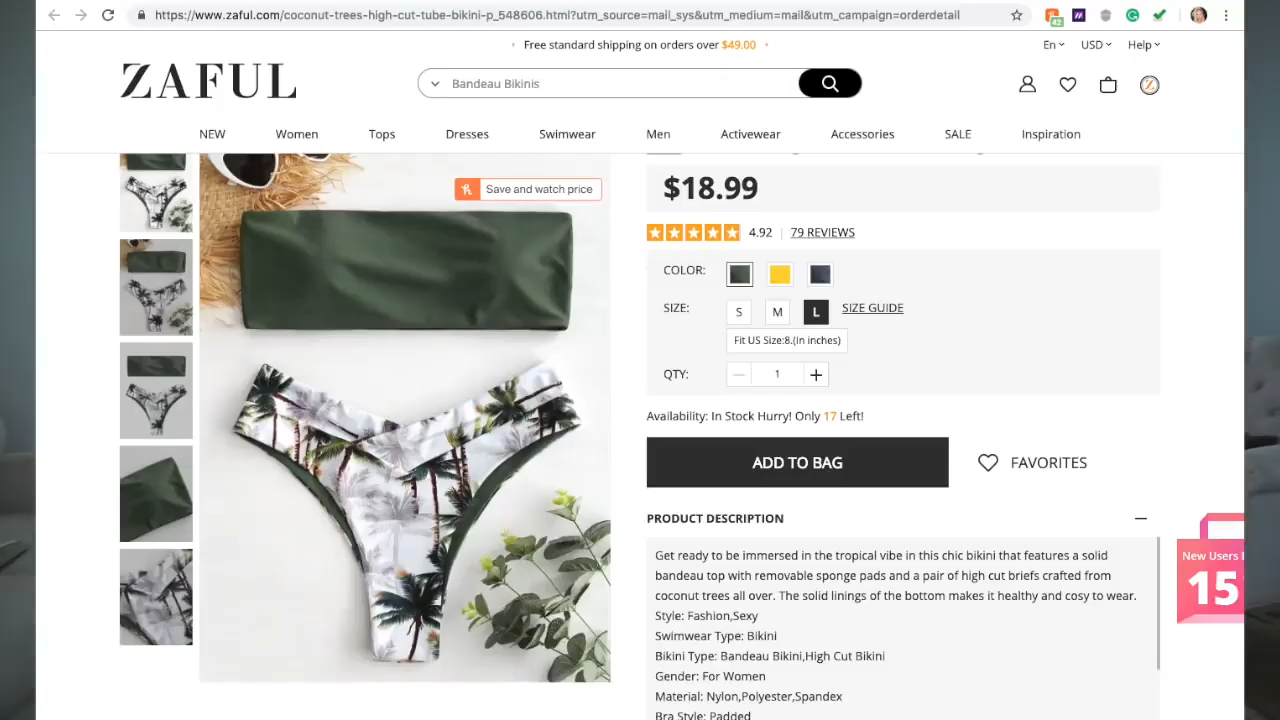 https://www.zaful.com/coconut-trees-high-cut-tube-bikini-p_548606.html?utm_source=mail_sys&utm_medium=mail&utm_campaign=orderdetail
42
Free standard shipping on orders over $49.00
En USD Help
ZAFUL
Bandeau Bikinis
NEW Women Tops Dresses Swimwear Men Activewear Accessories SALE Inspiration
Save and watch price
$18.99
4.92 79 REVIEWS
COLOR:
SIZE: S M L SIZE GUIDE
Fit US Size:8.(In inches)
QTY: 1
Availability: In Stock Hurry! Only 17 Left!
ADD TO BAG
FAVORITES
PRODUCT DESCRIPTION
Get ready to be immersed in the tropical vibe in this chic bikini that features a solid
bandeau top with removable sponge pads and a pair of high cut briefs crafted from
coconut trees all over. The solid linings of the bottom makes it healthy and cosy to wear.
Style: Fashion,Sexy
Swimwear Type: Bikini
Bikini Type: Bandeau Bikini,High Cut Bikini
Gender: For Women
Material: Nylon,Polyester,Spandex
Bra Style: Padded
New Users
15